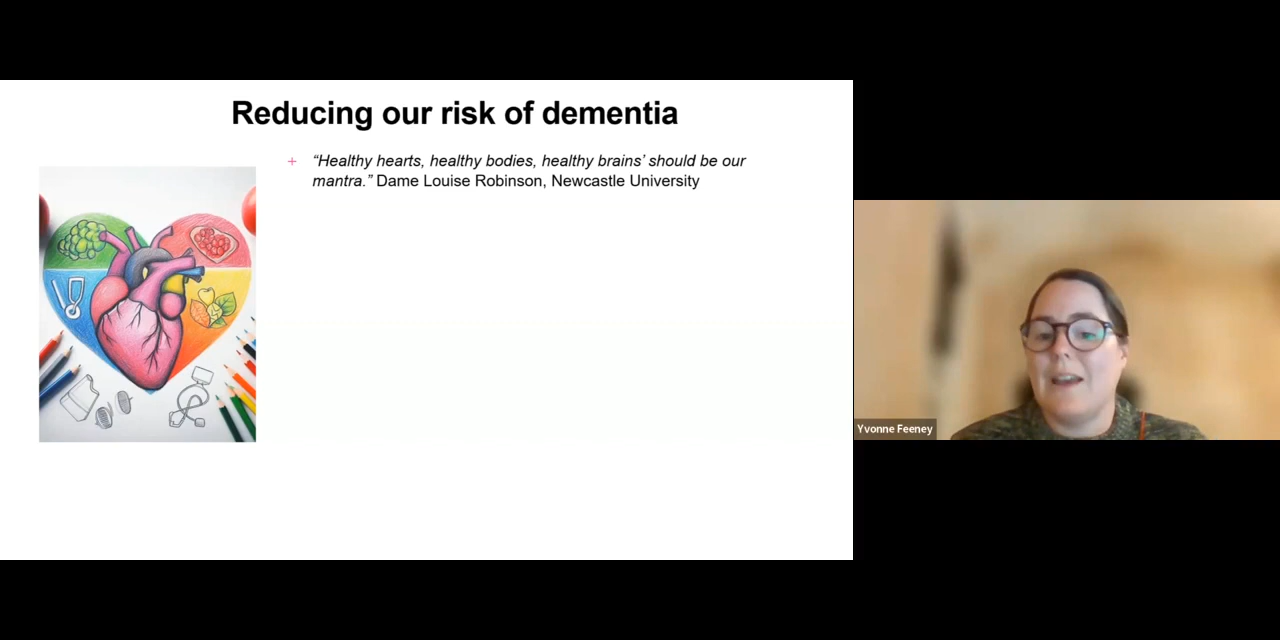 Reducing our risk of dementia
+ “Healthy hearts, healthy bodies, healthy brains’ should be our
mantra.” Dame Louise Robinson, Newcastle University
Yvonne Feeney